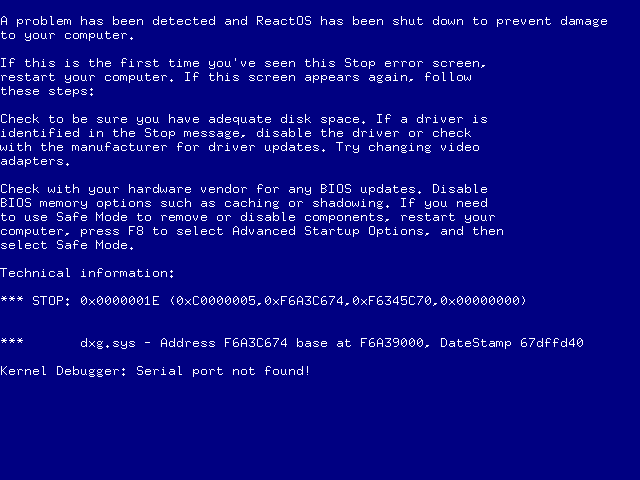 A problem has been detected and ReactOS has been shut down to prevent damage
to your computer.
If this is the first time you've seen this Stop error screen,
restart your computer. If this screen appears again, follow
these steps:
Check to be sure you have adequate disk space. If a driver is
identified in the Stop message, disable the driver or check
with the manufacturer for driver updates. Try changing video
adapters.
Check with your hardware vendor for any BIOS updates. Disable
BIOS memory options such as caching or shadowing. If you need
to use Safe Mode to remove or disable components, restart your
computer, press F8 to select Advanced Startup Options, and then
select Safe Mode.
Technical information:
*** STOP: 0x0000001E (0xC0000005,0xF6A3C674,0xF6345C70,0x00000000)
***       dxg.sys - Address F6A3C674 base at F6A39000, DateStamp 67dffd40
Kernel Debugger: Serial port not found!